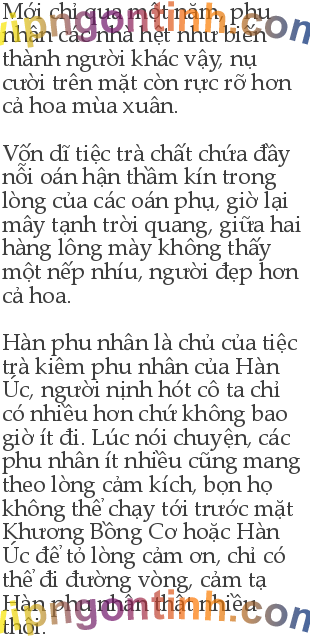 Mới chỉ qua một năm, phu
nhân các nhà hệt như biến
thành người khác vậy, nụ
cười trên mặt còn rực rỡ hơn
cả hoa mùa xuân.
Vốn dĩ tiệc trà chất chứa đầy
nỗi oán hận thầm kín trong
lòng của các oán phụ, giờ lại
mây tạnh trời quang, giữa hai
hàng lông mày không thấy
một nếp nhíu, người đẹp hơn
cả hoa.
Hàn phu nhân là chủ của tiệc
trà kiêm phu nhân của Hàn
Úc, người nịnh hót cô ta chỉ
có nhiều hơn chứ không bao
giờ ít đi. Lúc nói chuyện, các
phu nhân ít nhiều cũng mang
theo lòng cảm kích, bọn họ
không thể chạy tới trước mặt
Khương Bồng Cơ hoặc Hàn
Úc để tỏ lòng cảm ơn, chỉ có
thể đi đường vòng, cảm tạ
Hàn phu nhân thật nhiều
thôi.
vipngontinh.com
vipngontinh.com